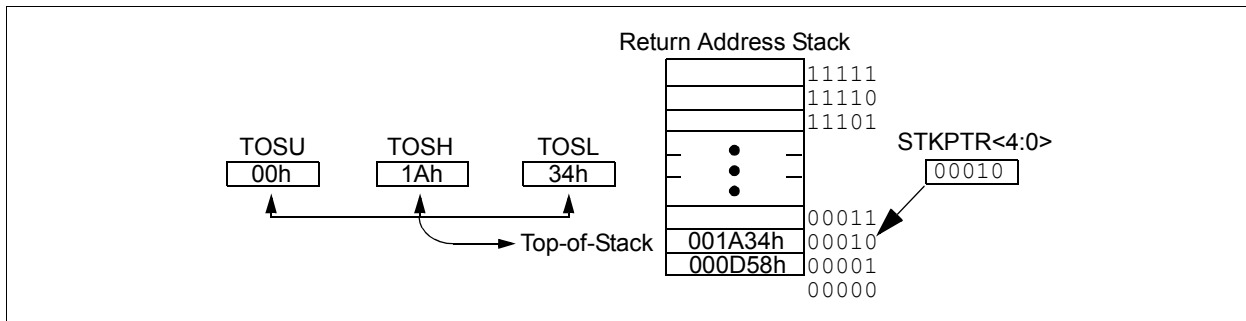 Return Address Stack
11111
11110
11101
TOSU TOSH TOSL STKPTR<4:0>
00h 1Ah 34h 00010
00011
Top-of-Stack 001A34h 00010
000D58h 00001
00000